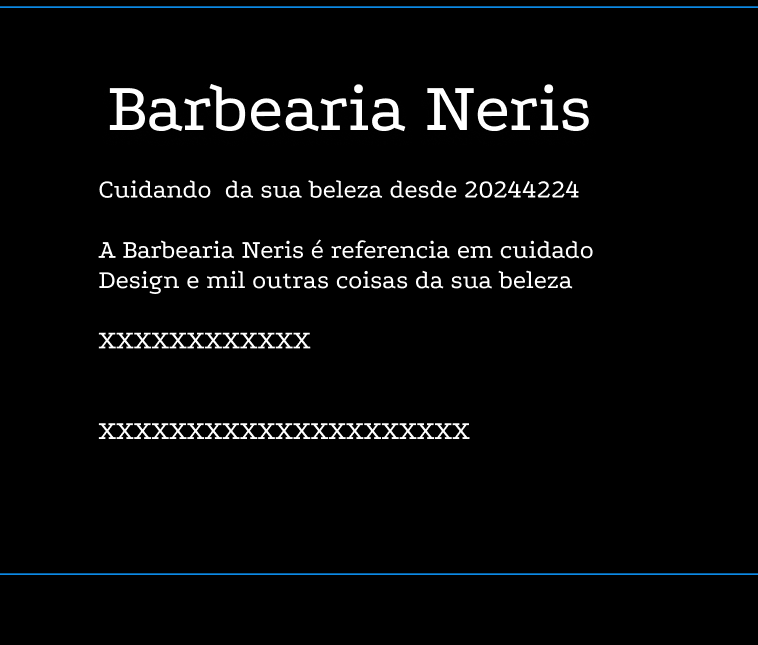 Barbearia Neris
Cuidando  da sua beleza desde 20244224
A Barbearia Neris é referencia em cuidado
Design e mil outras coisas da sua beleza
xxxxxxxxxxxx
xxxxxxxxxxxxxxxxxxxxx